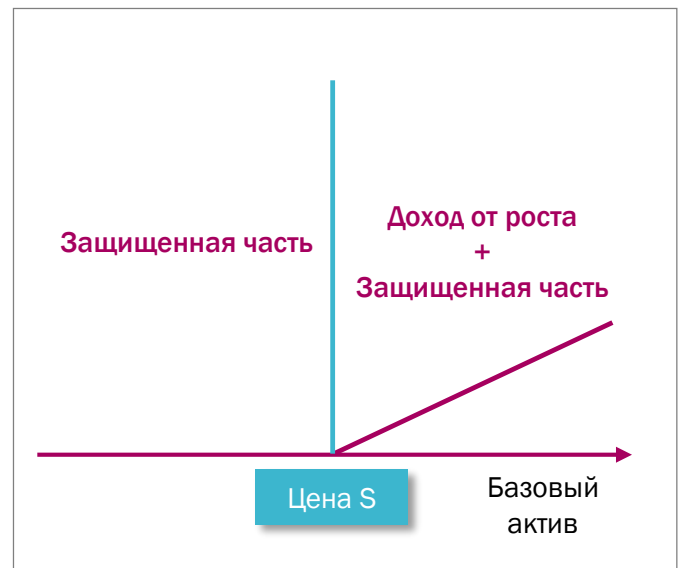 Защищенная часть
Доход от роста
+
Защищенная часть
Цена S
Базовый
актив